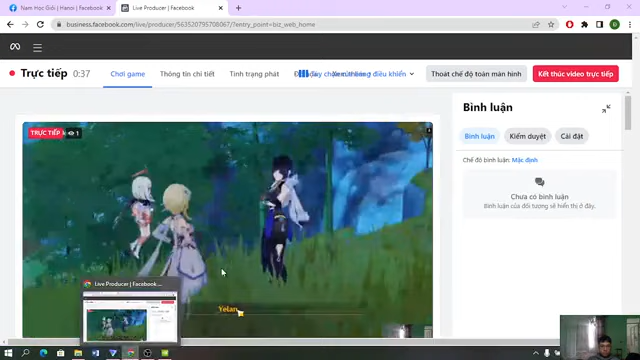 Nam Học Giỏi | Hanoi | Facebook
Live Producer | Facebook
business.facebook.com/live/producer/563520795708067/?entry_point=biz_web_home
Trực tiếp 0:37
Chơi game
Thông tin chi tiết
Tình trạng phát
Thoát chế độ toàn màn hình
Kết thúc video trực tiếp
Bình luận
Bình luận
Kiểm duyệt
Cài đặt
Chế độ bình luận: Mặc định
Chưa có bình luận
Bình luận của đối tượng sẽ hiển thị ở đây.
TRỰC TIẾP
1
Live Producer | Facebook...
Yelan